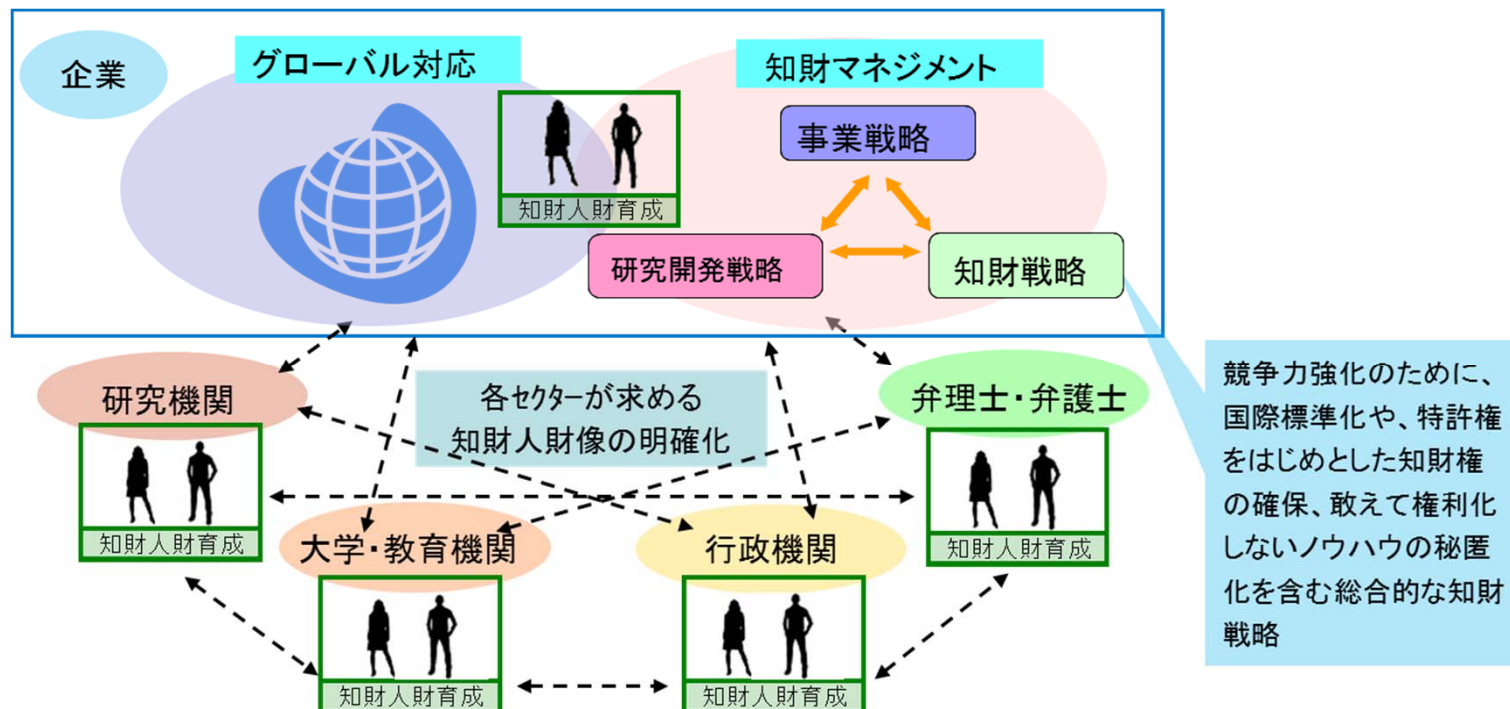 企業
グローバル対応
知財マネジメント
事業戦略
知財人財育成
研究開発戦略
知財戦略
研究機関
各セクターが求める
知財人財像の明確化
弁理士・弁護士
競争力強化のために、
国際標準化や、特許権
をはじめとした知財権
の確保、敢えて権利化
しないノウハウの秘匿
化を含む総合的な知財
戦略
知財人財育成
大学・教育機関
行政機関
知財人財育成
知財人財育成
知財人財育成